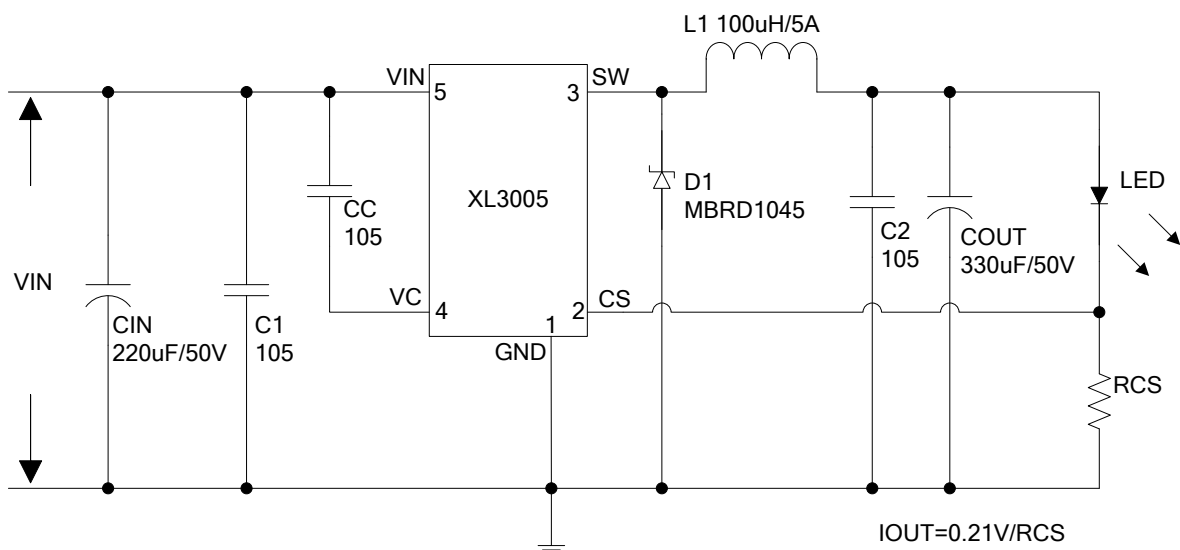 L1 100uH/5A
VIN
5
SW
3
XL3005
CC
105
D1
MBRD1045
LED
C2
105
COUT
330uF/50V
VIN
VC
4
CS
2
CIN
220uF/50V
C1
105
1
GND
RCS
IOUT=0.21V/RCS